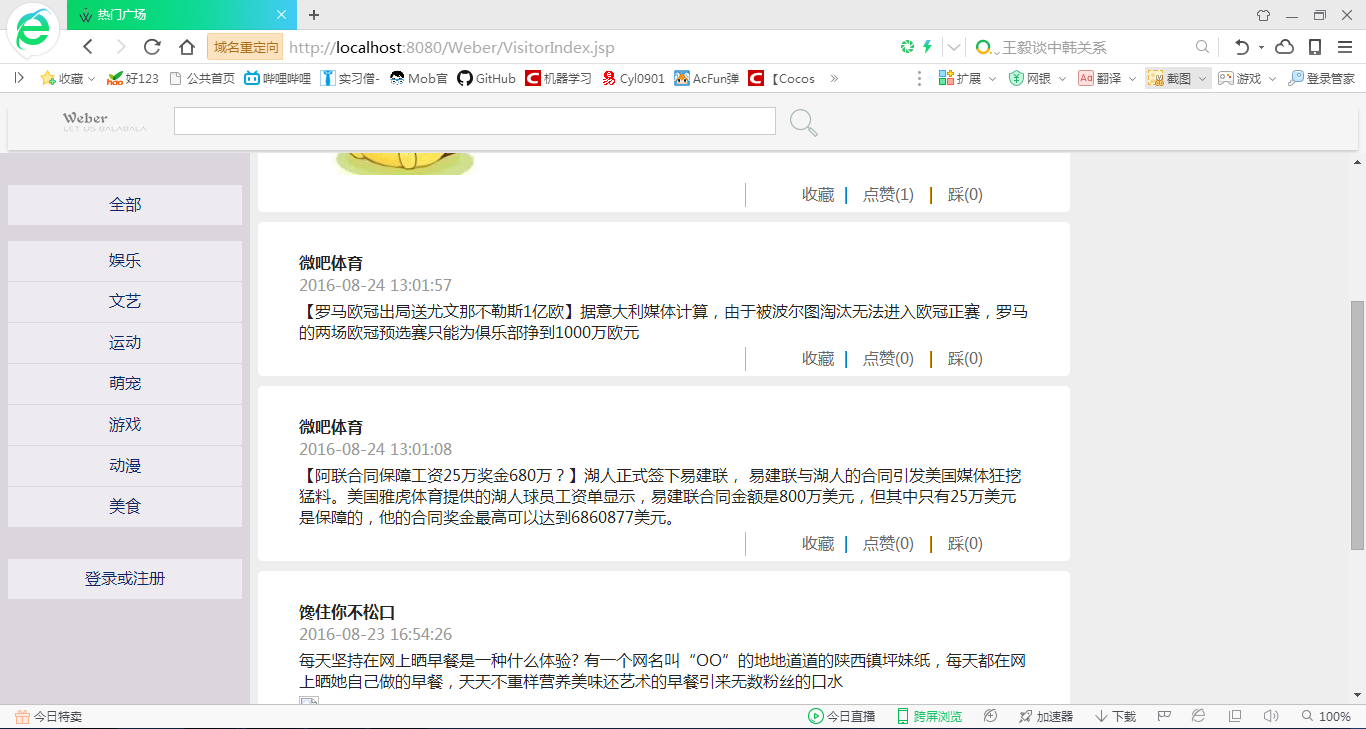 热门广场
域名重定向 http://localhost:8080/Weber/VisitorIndex.jsp 王毅谈中韩关系
收藏 好123 公共首页 哔哩哔哩 实习僧- Mob官 GitHub 机器学习 Cyl0901 AcFun弹 【Cocos » 扩展 网银 Aa 翻译 截图 游戏 登录管家
Weber
LET US BALABALA
全部
娱乐
文艺
运动
萌宠
游戏
动漫
美食
登录或注册
收藏 点赞(1) 踩(0)
微吧体育
2016-08-24 13:01:57
【罗马欧冠出局送尤文那不勒斯1亿欧】据意大利媒体计算，由于被波尔图淘汰无法进入欧冠正赛，罗马
的两场欧冠预选赛只能为俱乐部挣到1000万欧元
收藏 点赞(0) 踩(0)
微吧体育
2016-08-24 13:01:08
【阿联合同保障工资25万奖金680万？】湖人正式签下易建联， 易建联与湖人的合同引发美国媒体狂挖
猛料。美国雅虎体育提供的湖人球员工资单显示，易建联合同金额是800万美元，但其中只有25万美元
是保障的，他的合同奖金最高可以达到6860877美元。
收藏 点赞(0) 踩(0)
馋住你不松口
2016-08-23 16:54:26
每天坚持在网上晒早餐是一种什么体验? 有一个网名叫“OO”的地地道道的陕西镇坪妹纸，每天都在网
上晒她自己做的早餐，天天不重样营养美味还艺术的早餐引来无数粉丝的口水
今日特卖 今日直播 跨屏浏览 加速器 下载 100%